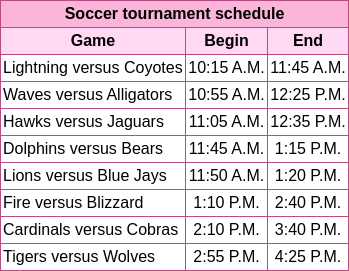 Soccer tournament schedule
Game Begin End
Lightning versus Coyotes 10:15 A.M. 11:45 A.M.
Waves versus Alligators 10:55 A.M. 12:25 P.M.
Hawks versus Jaguars 11:05 A.M. 12:35 P.M.
Dolphins versus Bears 11:45 A.M. 1:15 P.M.
Lions versus Blue Jays 11:50 A.M. 1:20 P.M.
Fire versus Blizzard 1:10 P.M. 2:40 P.M.
Cardinals versus Cobras 2:10 P.M. 3:40 P.M.
Tigers versus Wolves 2:55 P.M. 4:25 P.M.